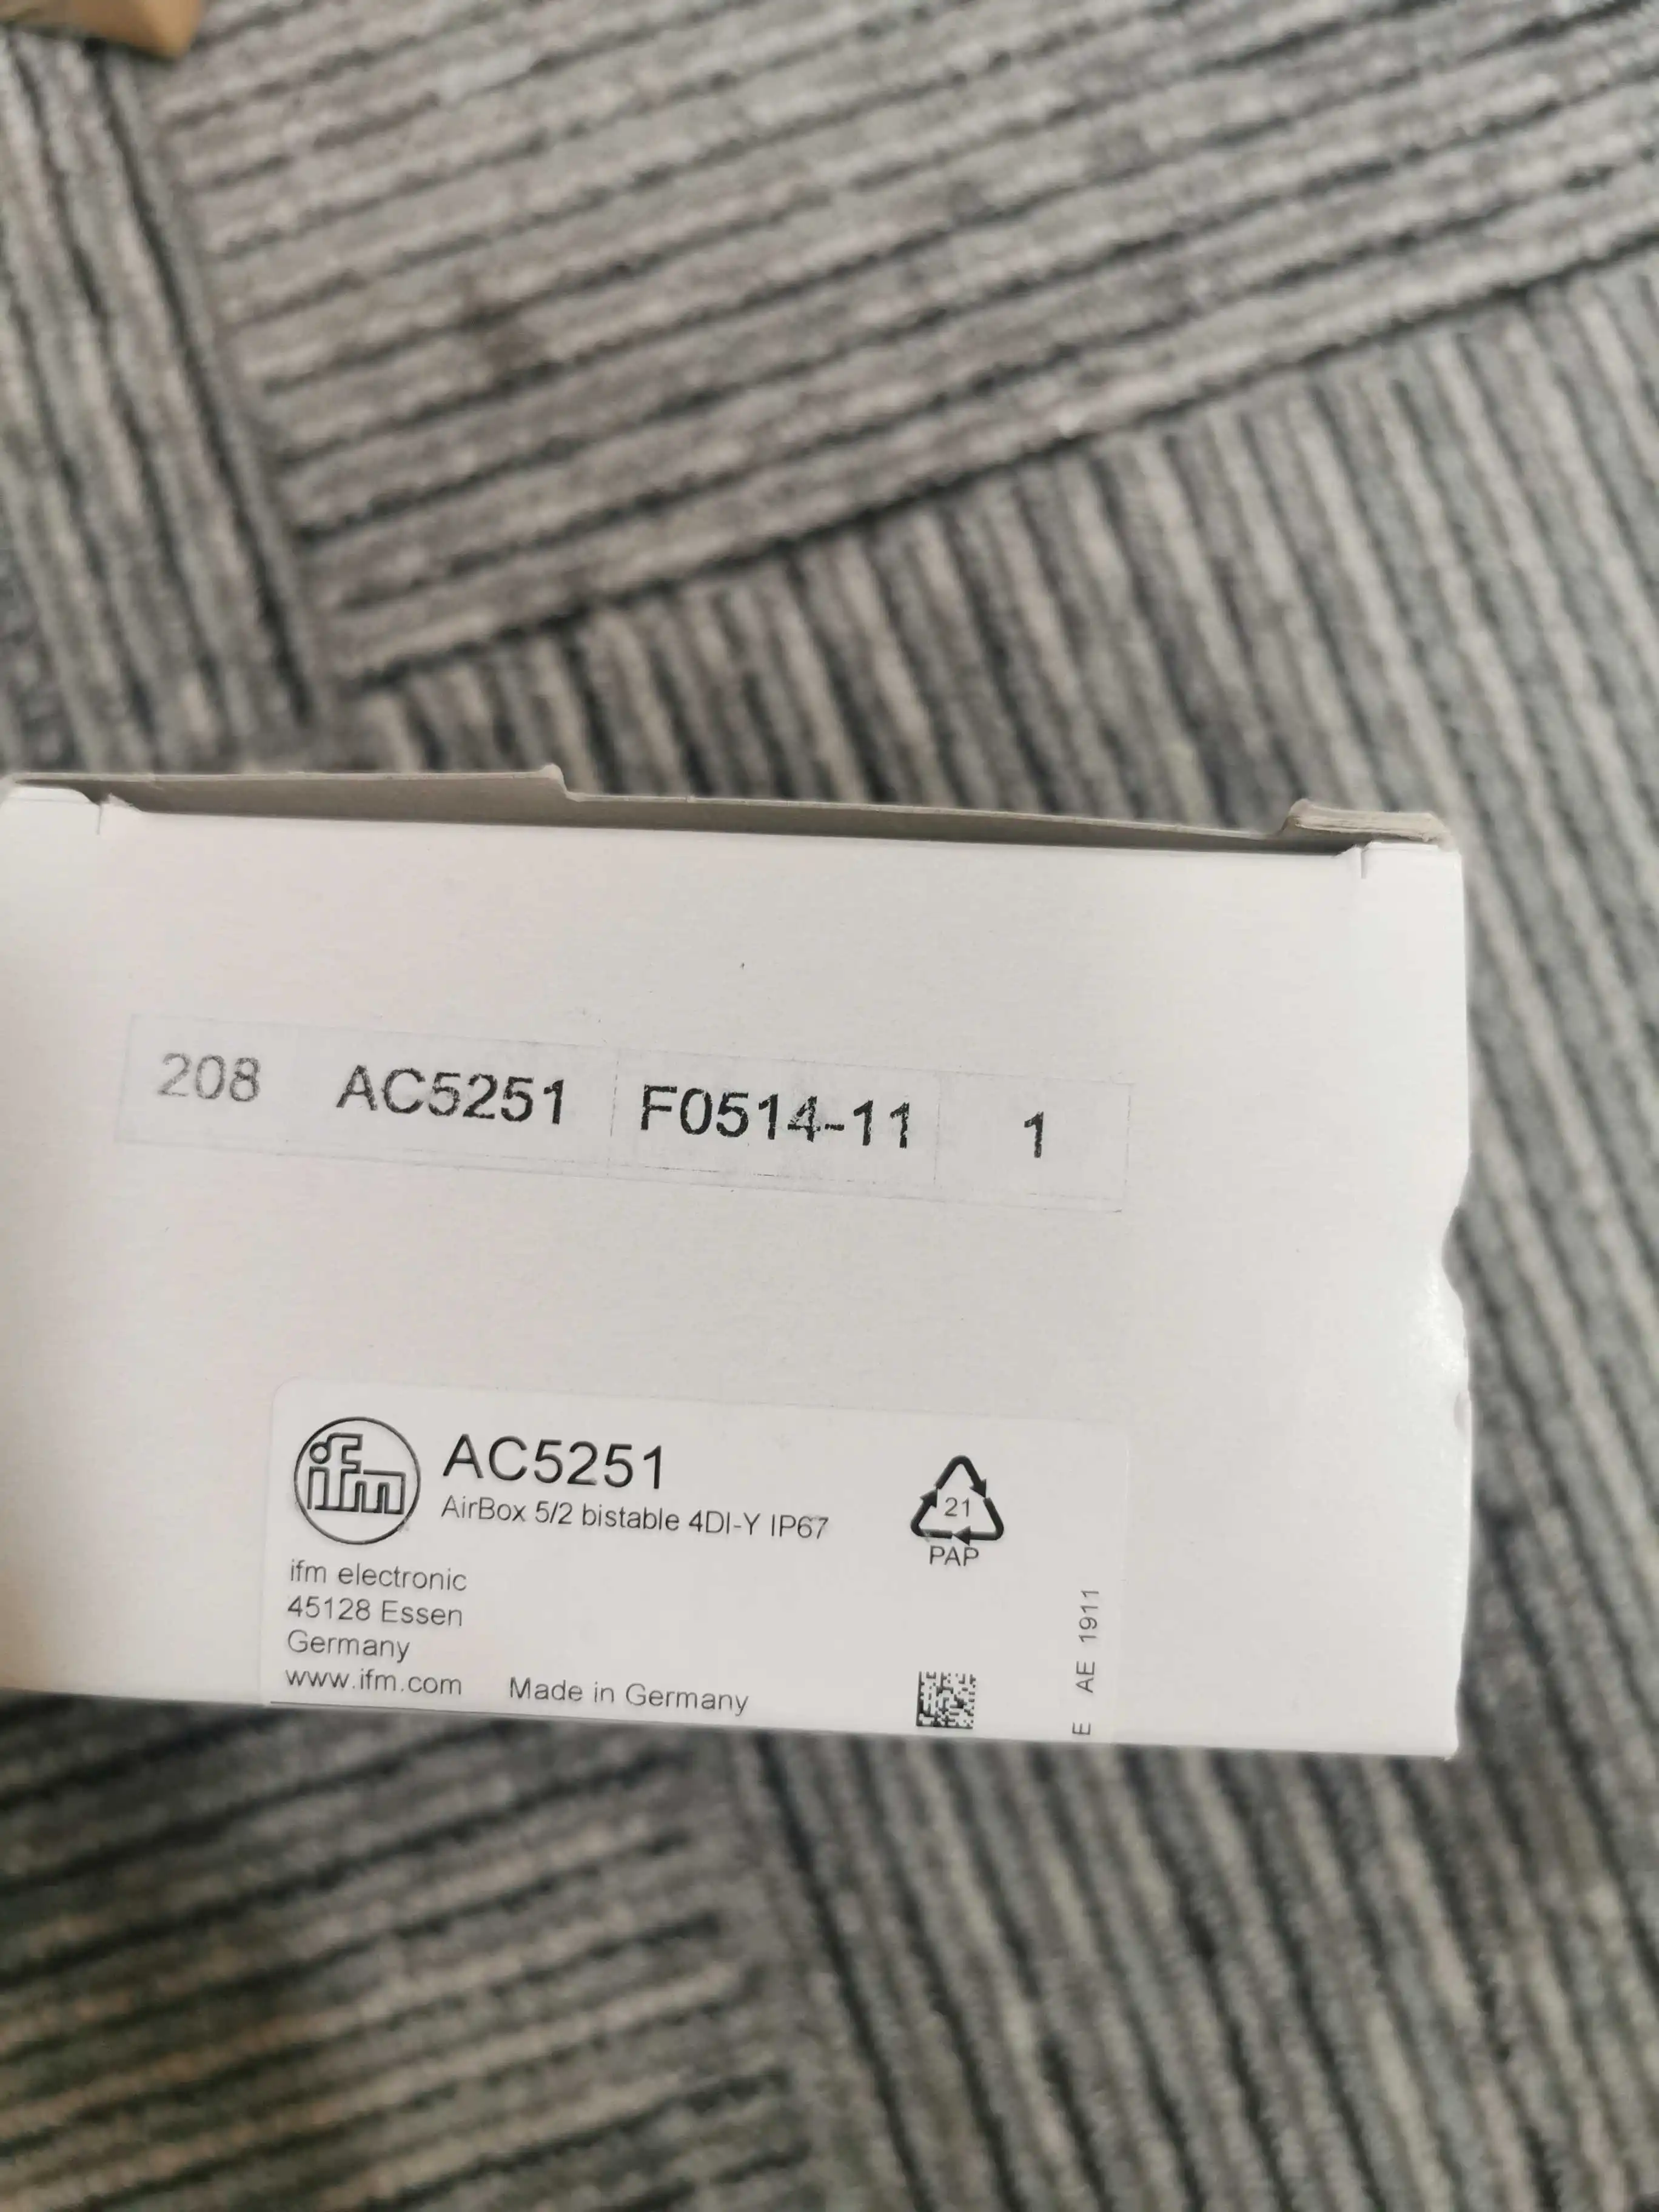 208 AC5251 F0514-11 1
ifm
AC5251
AirBox 5/2 bistable 4DI-Y IP67
21
PAP
ifm electronic
45128 Essen
Germany
www.ifm.com Made in Germany
E AE 1911